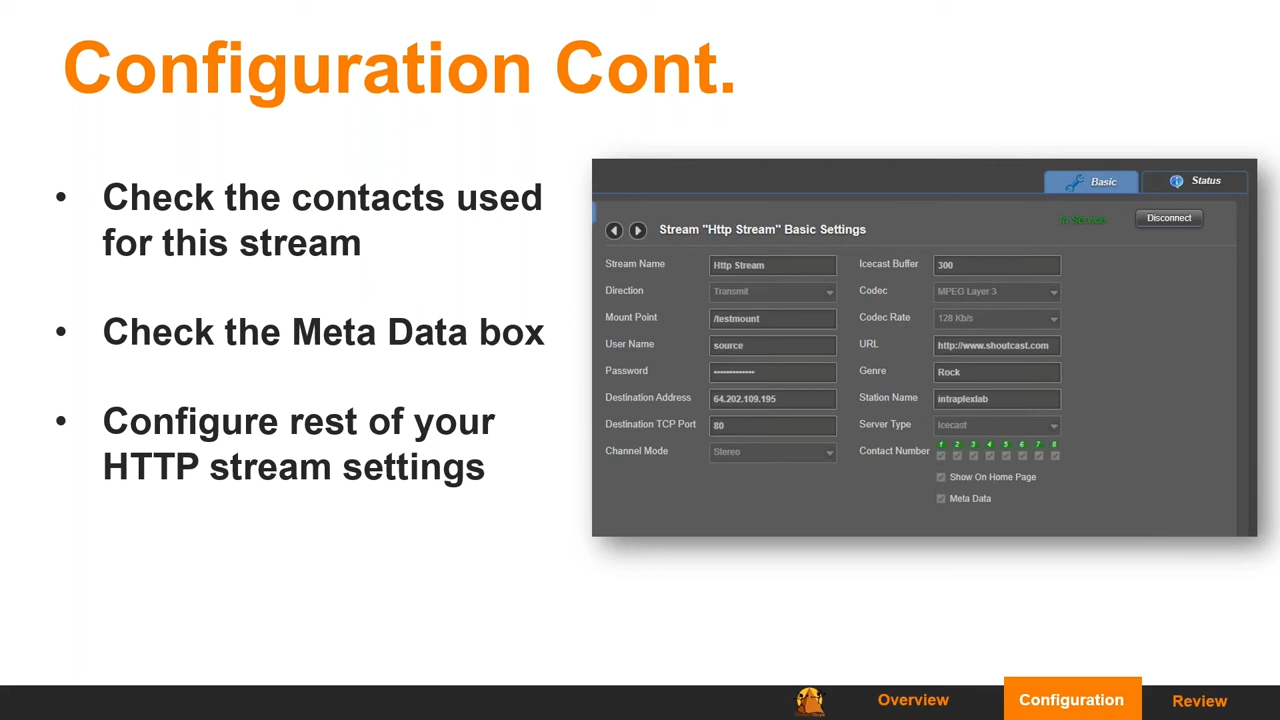 Configuration Cont.
• Check the contacts used
for this stream
• Check the Meta Data box
• Configure rest of your
HTTP stream settings
Basic
Status
In Service
Disconnect
Stream "Http Stream" Basic Settings
Stream Name Http Stream Icecast Buffer 300
Direction Transmit Codec MPEG Layer 3
Mount Point /testmount Codec Rate 128 Kb/s
User Name source URL http://www.shoutcast.com
Password ------------- Genre Rock
Destination Address 64.202.109.195 Station Name intraplexlab
Destination TCP Port 80 Server Type Icecast
Channel Mode Stereo Contact Number 1 2 3 4 5 6 7 8
Show On Home Page
Meta Data
Overview Configuration Review